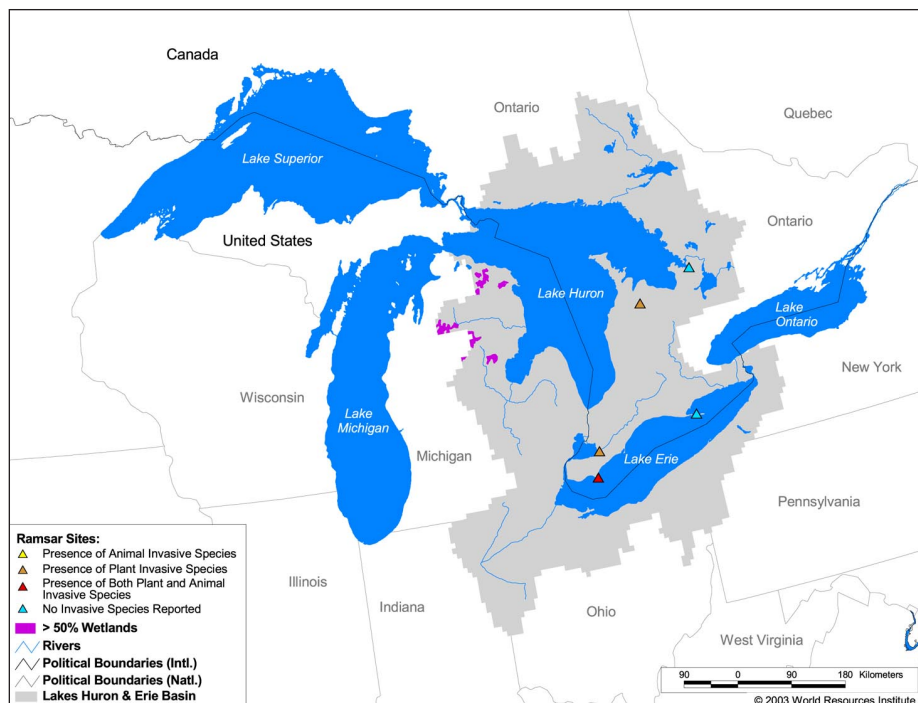 Canada
Ontario
Quebec
Lake Superior
Ontario
United States
Lake Huron
Lake
Ontario
New York
Wisconsin
Lake
Michigan
Michigan
Lake Erie
Pennsylvania
Illinois
Indiana
Ohio
West Virginia
Ramsar Sites:
Presence of Animal Invasive Species
Presence of Plant Invasive Species
Presence of Both Plant and Animal
Invasive Species
No Invasive Species Reported
> 50% Wetlands
Rivers
Political Boundaries (Intl.)
Political Boundaries (Natl.)
Lakes Huron & Erie Basin
90 0 90 180 Kilometers
© 2003 World Resources Institute